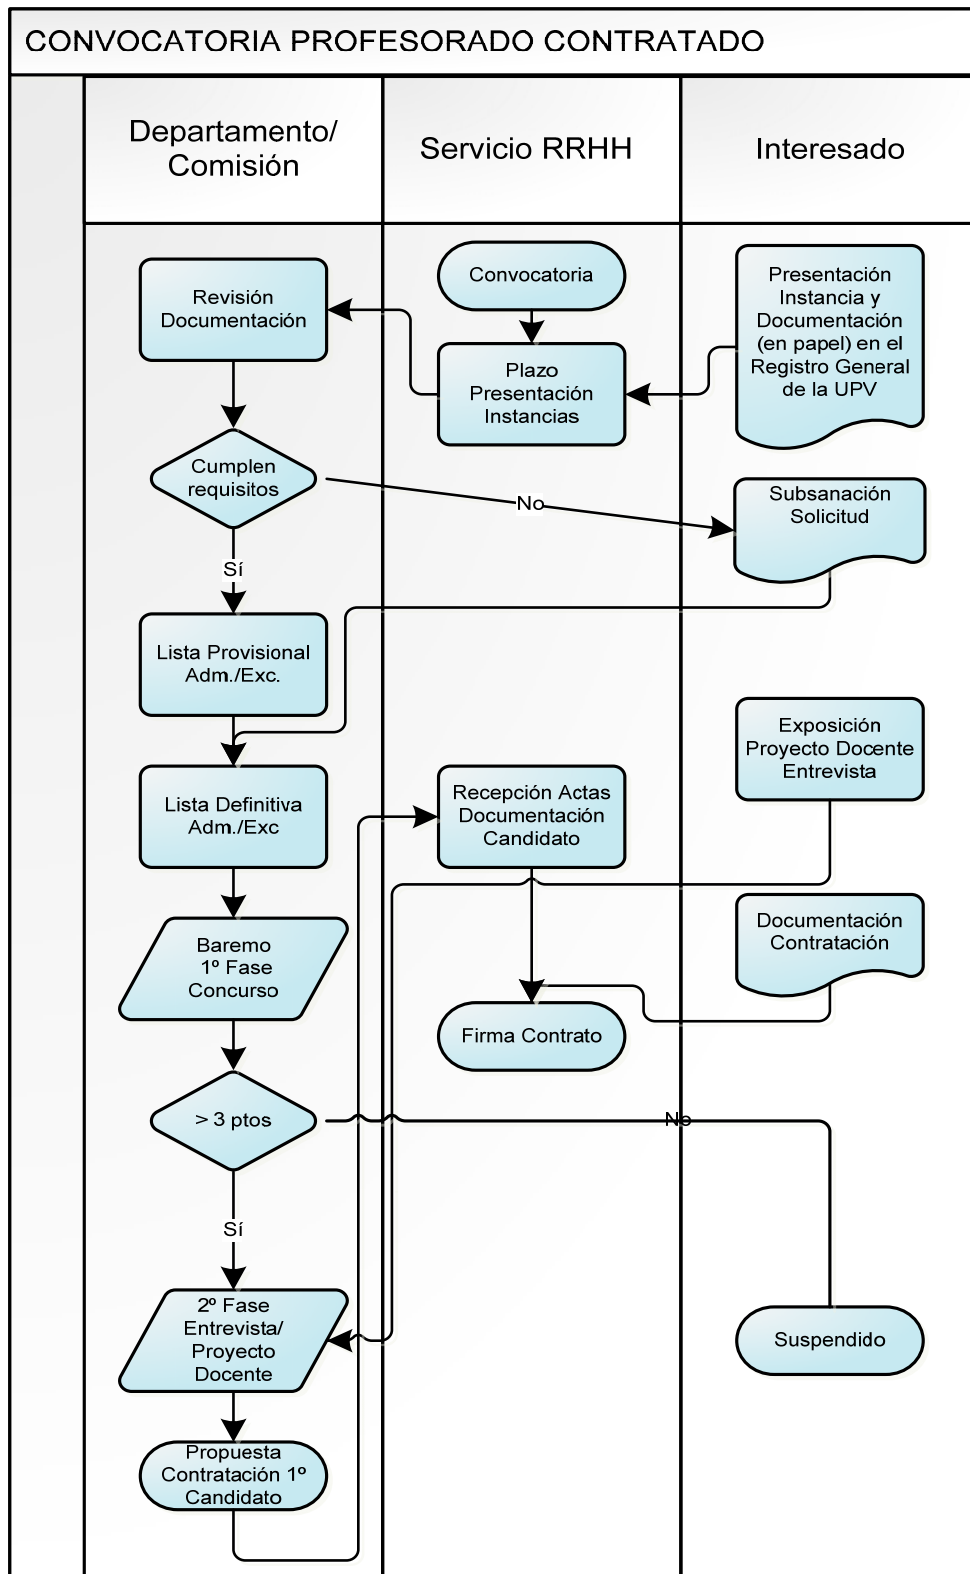 CONVOCATORIA PROFESORADO CONTRATADO
Departamento/
Comisión
Servicio RRHH
Interesado
Revisión
Documentación
Convocatoria
Plazo
Presentación
Instancias
Presentación
Instancia y
Documentación
(en papel) en el
Registro General
de la UPV
Cumplen
requisitos
No
Subsanación
Solicitud
Sí
Lista Provisional
Adm./Exc.
Exposición
Proyecto Docente
Entrevista
Lista Definitiva
Adm./Exc
Recepción Actas
Documentación
Candidato
Baremo
1º Fase
Concurso
Documentación
Contratación
Firma Contrato
> 3 ptos
No
Sí
2º Fase
Entrevista/
Proyecto
Docente
Suspendido
Propuesta
Contratación 1º
Candidato